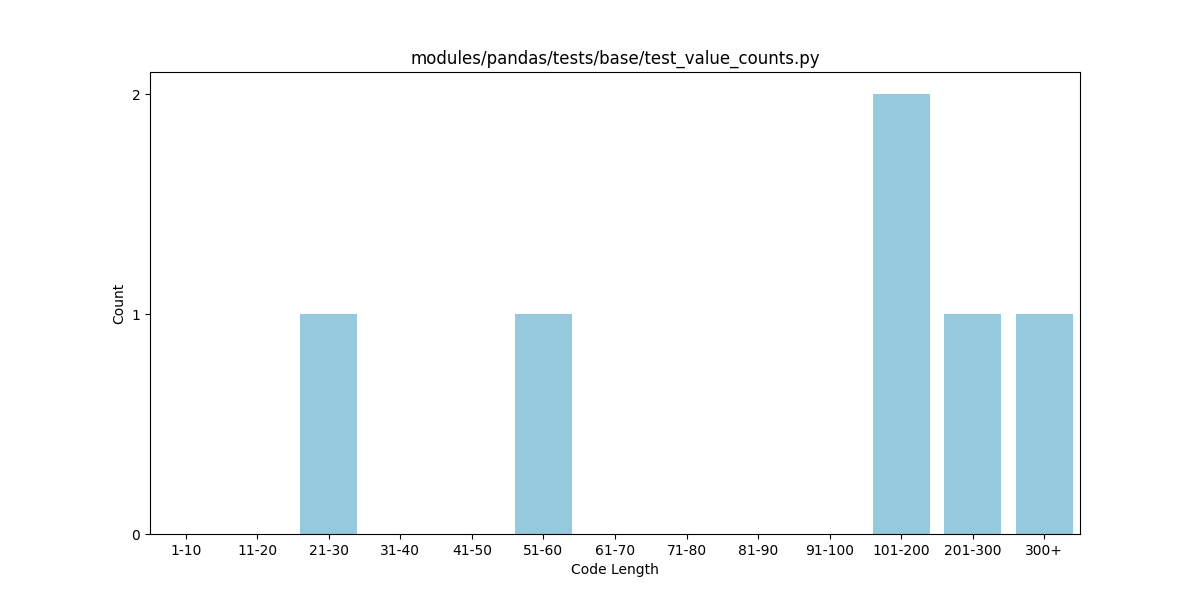 modules/pandas/tests/base/test_value_counts.py
2
1
0
Count
1-10 11-20 21-30 31-40 41-50 51-60 61-70 71-80 81-90 91-100 101-200 201-300 300+
Code Length